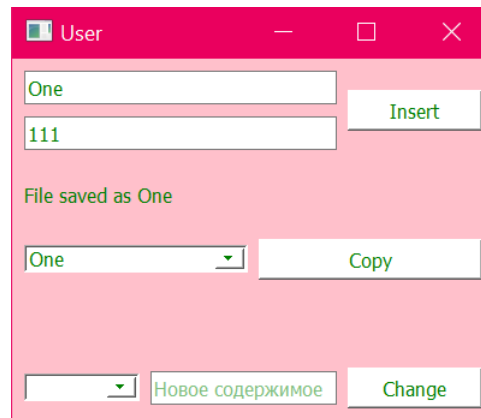 User
One
Insert
111
File saved as One
One
Copy
Новое содержимое
Change